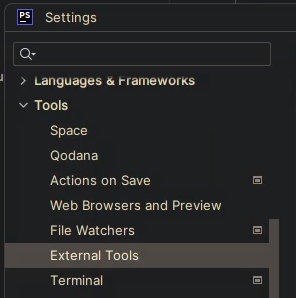 PS Settings
Languages & Frameworks
Tools
Space
Qodana
Actions on Save
Web Browsers and Preview
File Watchers
External Tools
Terminal